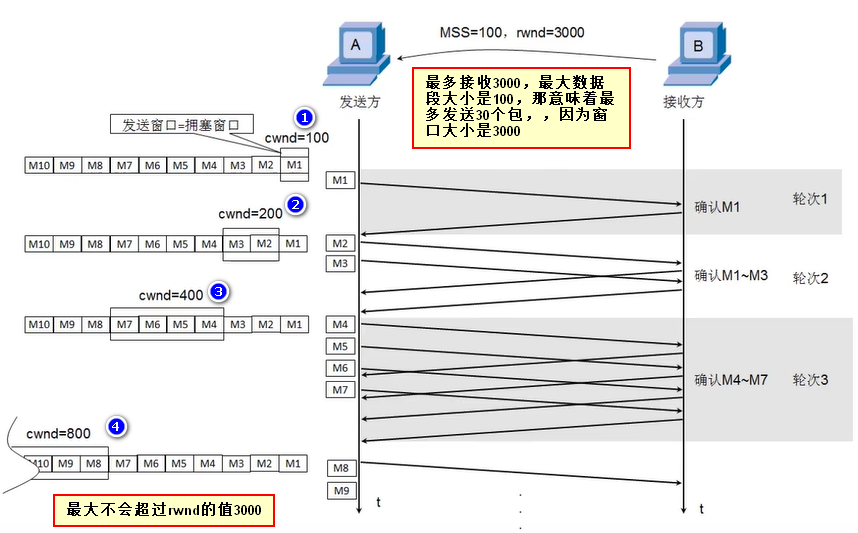 A
MSS=100，rwnd=3000
B
最多接收3000，最大数据
段大小是100，那意味着最
多发送30个包，，因为窗
口大小是3000
发送方
接收方
1
发送窗口=拥塞窗口
cwnd=100
M10 M9 M8 M7 M6 M5 M4 M3 M2 M1
M1
确认M1
轮次1
2
cwnd=200
M10 M9 M8 M7 M6 M5 M4 M3 M2 M1
M2
M3
确认M1~M3
轮次2
3
cwnd=400
M10 M9 M8 M7 M6 M5 M4 M3 M2 M1
M4
M5
M6
M7
确认M4~M7
轮次3
4
cwnd=800
M10 M9 M8 M7 M6 M5 M4 M3 M2 M1
M8
M9
最大不会超过rwnd的值3000
t
t